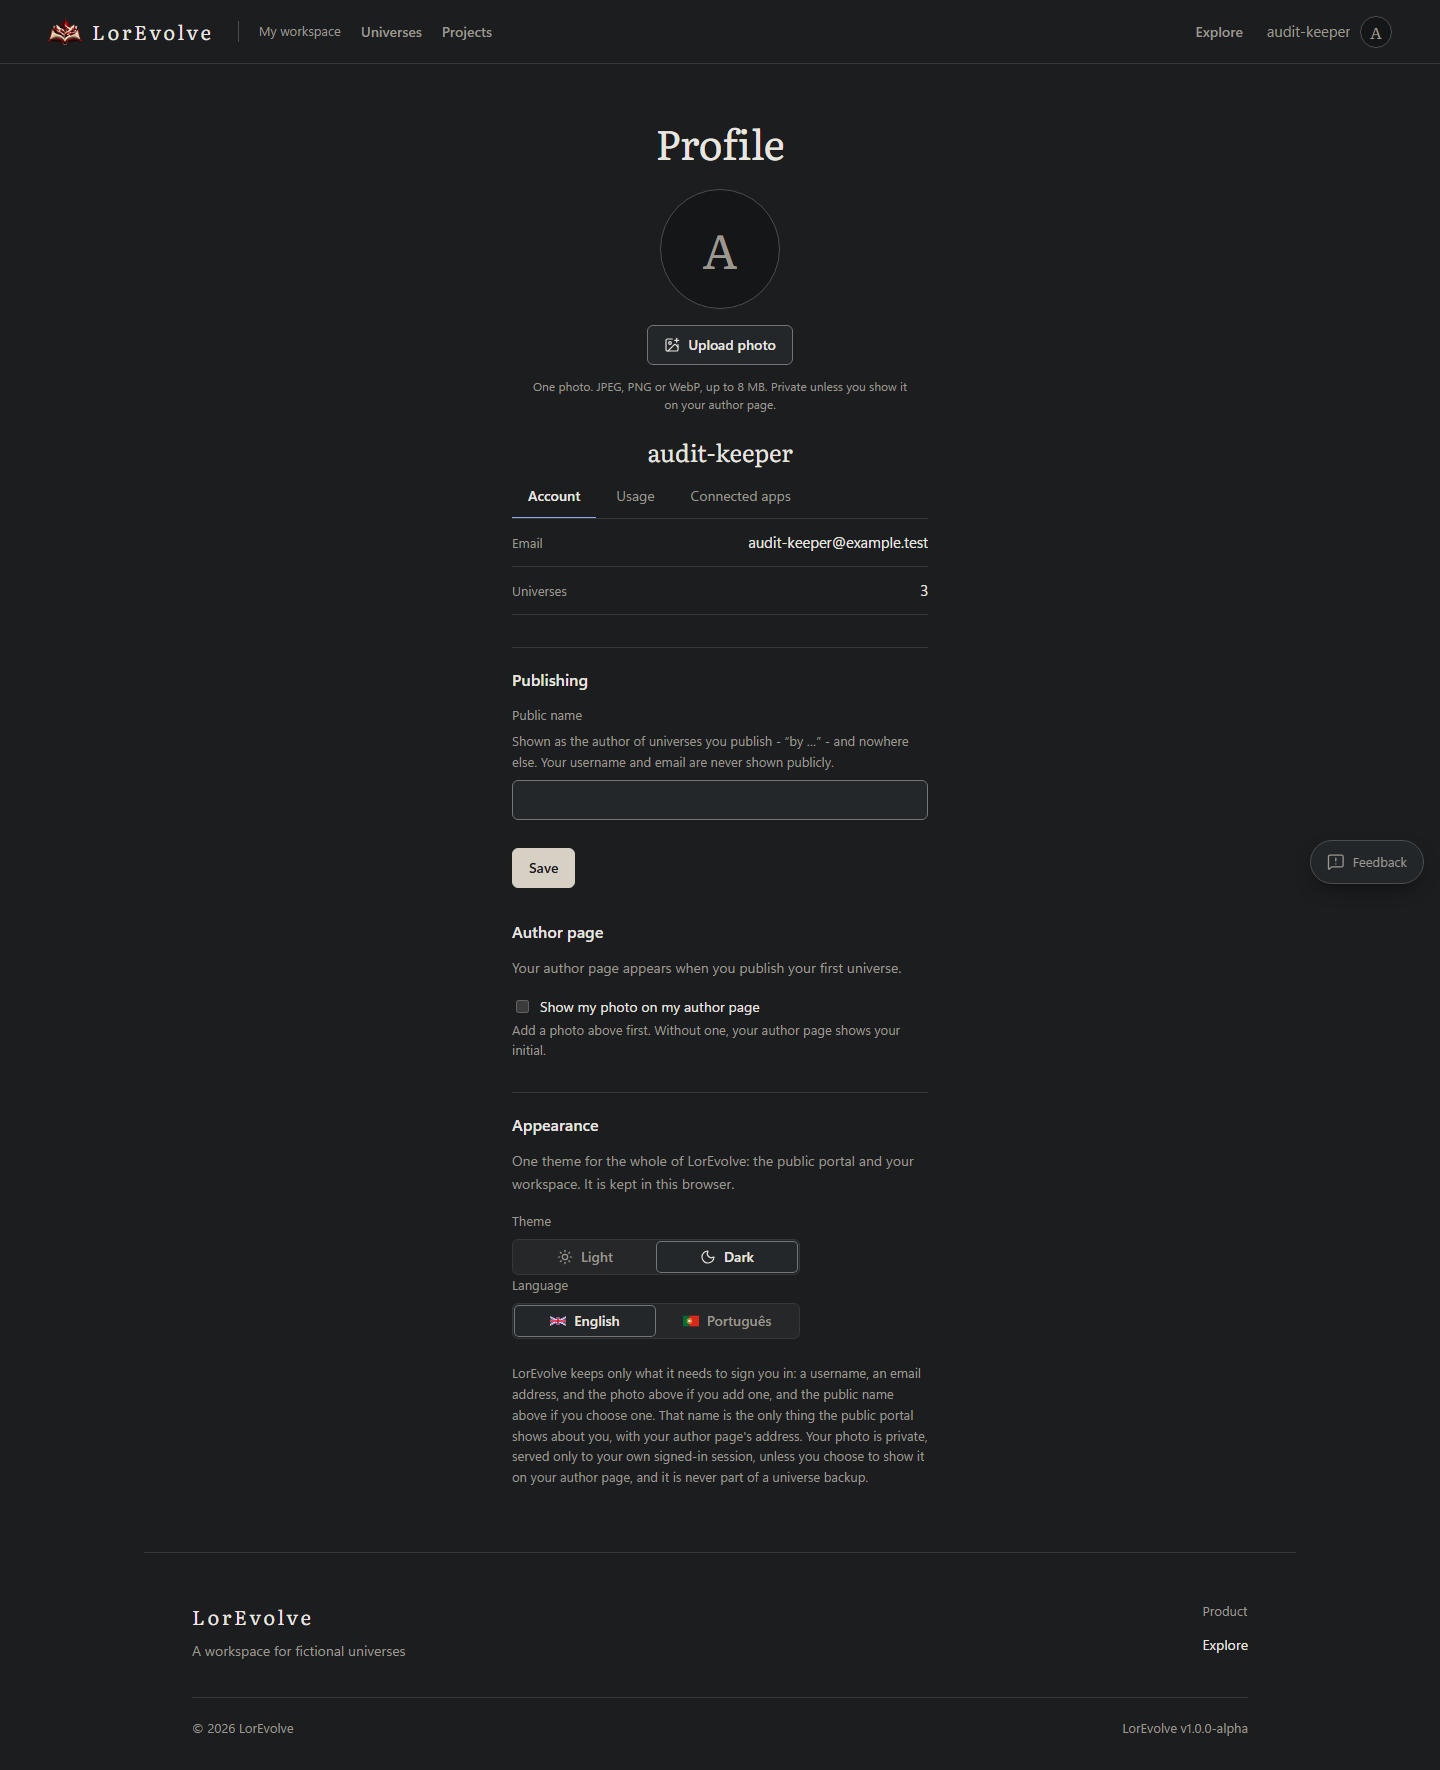 LorEvolve
My workspace
Universes
Projects
Explore
audit-keeper
A
Profile
A
Upload photo
One photo. JPEG, PNG or WebP, up to 8 MB. Private unless you show it
on your author page.
audit-keeper
Account
Usage
Connected apps
Email
audit-keeper@example.test
Universes
3
Publishing
Public name
Shown as the author of universes you publish - “by …” - and nowhere
else. Your username and email are never shown publicly.
Save
Feedback
Author page
Your author page appears when you publish your first universe.
Show my photo on my author page
Add a photo above first. Without one, your author page shows your
initial.
Appearance
One theme for the whole of LorEvolve: the public portal and your
workspace. It is kept in this browser.
Theme
Light
Dark
Language
English
Português
LorEvolve keeps only what it needs to sign you in: a username, an email
address, and the photo above if you add one, and the public name
above if you choose one. That name is the only thing the public portal
shows about you, with your author page's address. Your photo is private,
served only to your own signed-in session, unless you choose to show it
on your author page, and it is never part of a universe backup.
LorEvolve
A workspace for fictional universes
Product
Explore
© 2026 LorEvolve
LorEvolve v1.0.0-alpha